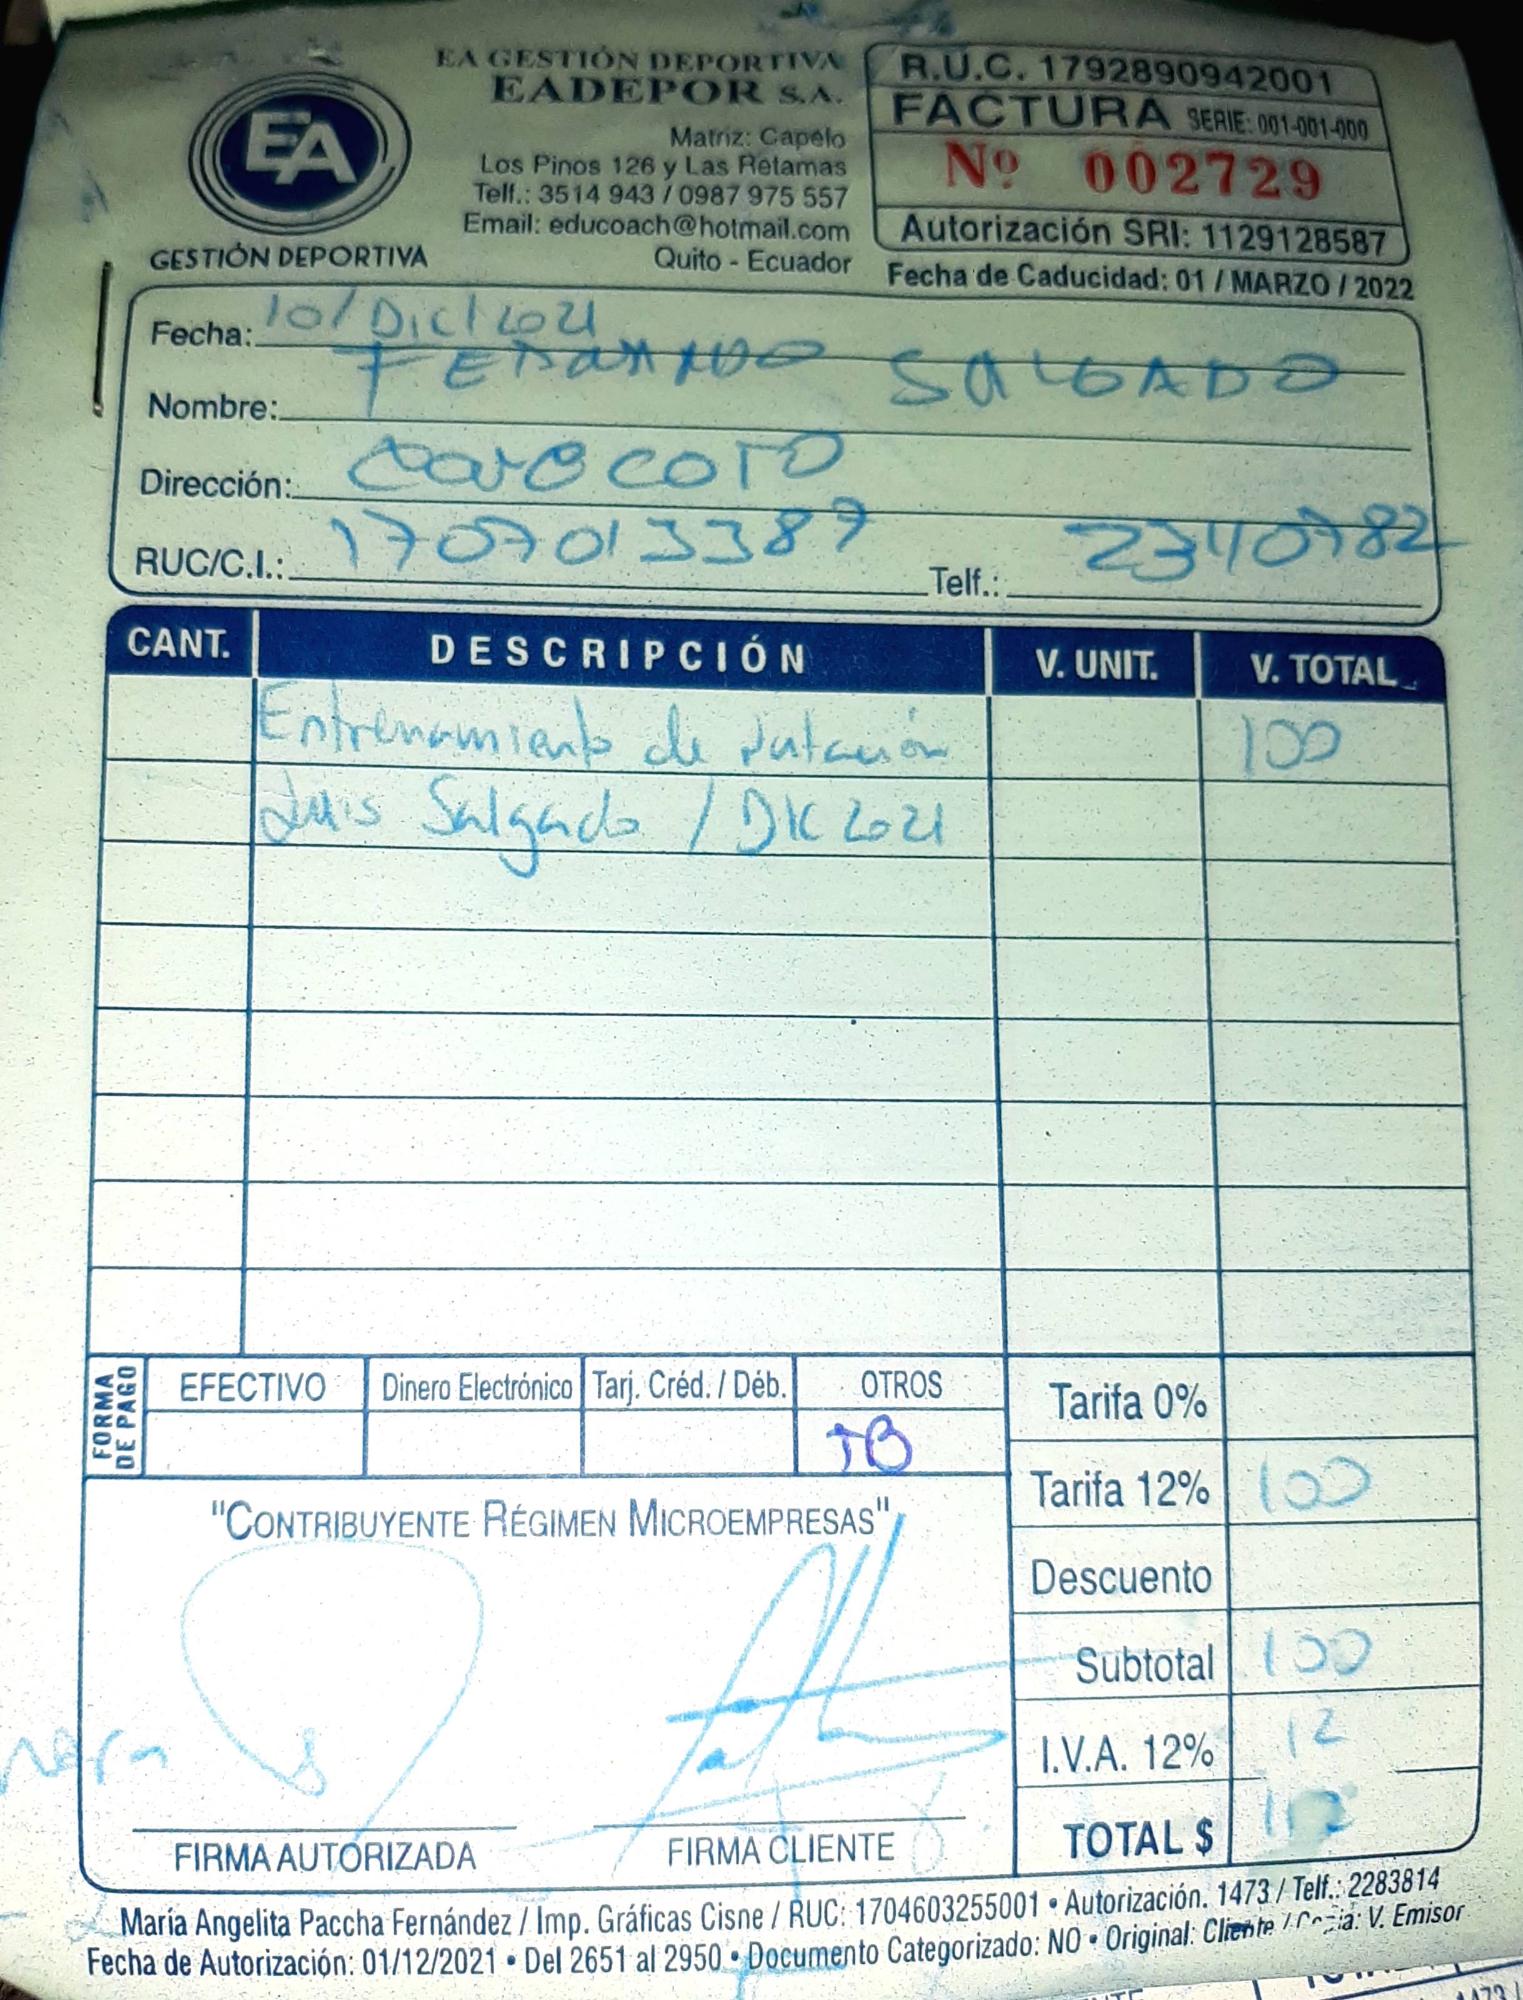 EA
GESTIÓN DEPORTIVA
EA GESTIÓN DEPORTIVA
EADEPOR S.A.
Matriz: Capelo
Los Pinos 126 y Las Retamas
Telf.: 3514 943 / 0987 975 557
Email: educoach@hotmail.com
Quito - Ecuador
R.U.C. 1792890942001
FACTURA SERIE: 001-001-000
Nº 002729
Autorización SRI: 1129128587
Fecha de Caducidad: 01 / MARZO / 2022
Fecha: 10/Dic/2021
Nombre: FERNANDO SALGADO
Dirección: CONOCOTO
RUC/C.I.: 1707013387 Telf.: 2340782
CANT. DESCRIPCIÓN V. UNIT. V. TOTAL
Entrenamiento de natación 100
Luis Salgado / DIC 2021
FORMA DE PAGO
EFECTIVO Dinero Electrónico Tarj. Créd. / Déb. OTROS
TB
Tarifa 0%
Tarifa 12% 100
Descuento
Subtotal 100
I.V.A. 12% 12
TOTAL $
"CONTRIBUYENTE RÉGIMEN MICROEMPRESAS"
FIRMA AUTORIZADA FIRMA CLIENTE
María Angelita Paccha Fernández / Imp. Gráficas Cisne / RUC: 1704603255001 • Autorización. 1473 / Telf.: 2283814
Fecha de Autorización: 01/12/2021 • Del 2651 al 2950 • Documento Categorizado: NO • Original: Cliente / Copia: V. Emisor